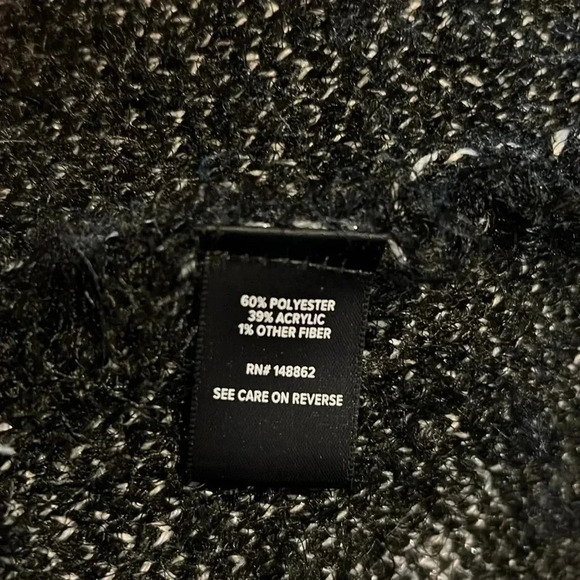 60% POLYESTER
39% ACRYLIC
1% OTHER FIBER
RN# 148862
SEE CARE ON REVERSE